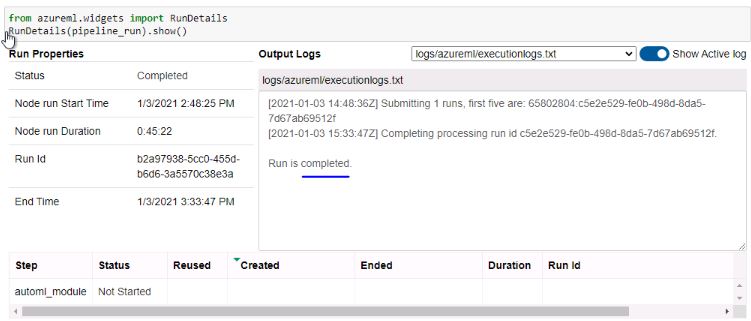 from azureml.widgets import RunDetails
RunDetails(pipeline_run).show()
Run Properties
Status Completed
Node run Start Time 1/3/2021 2:48:25 PM
Node run Duration 0:45:22
Run Id b2a97938-5cc0-455d-
b6d6-3a5570c38e3a
End Time 1/3/2021 3:33:47 PM
Output Logs logs/azureml/executionlogs.txt Show Active log
logs/azureml/executionlogs.txt
[2021-01-03 14:48:36Z] Submitting 1 runs, first five are: 65802804:c5e2e529-fe0b-498d-8da5-
7d67ab69512f
[2021-01-03 15:33:47Z] Completing processing run id c5e2e529-fe0b-498d-8da5-7d67ab69512f.
Run is completed.
Step Status Reused Created Ended Duration Run Id
automl_module Not Started